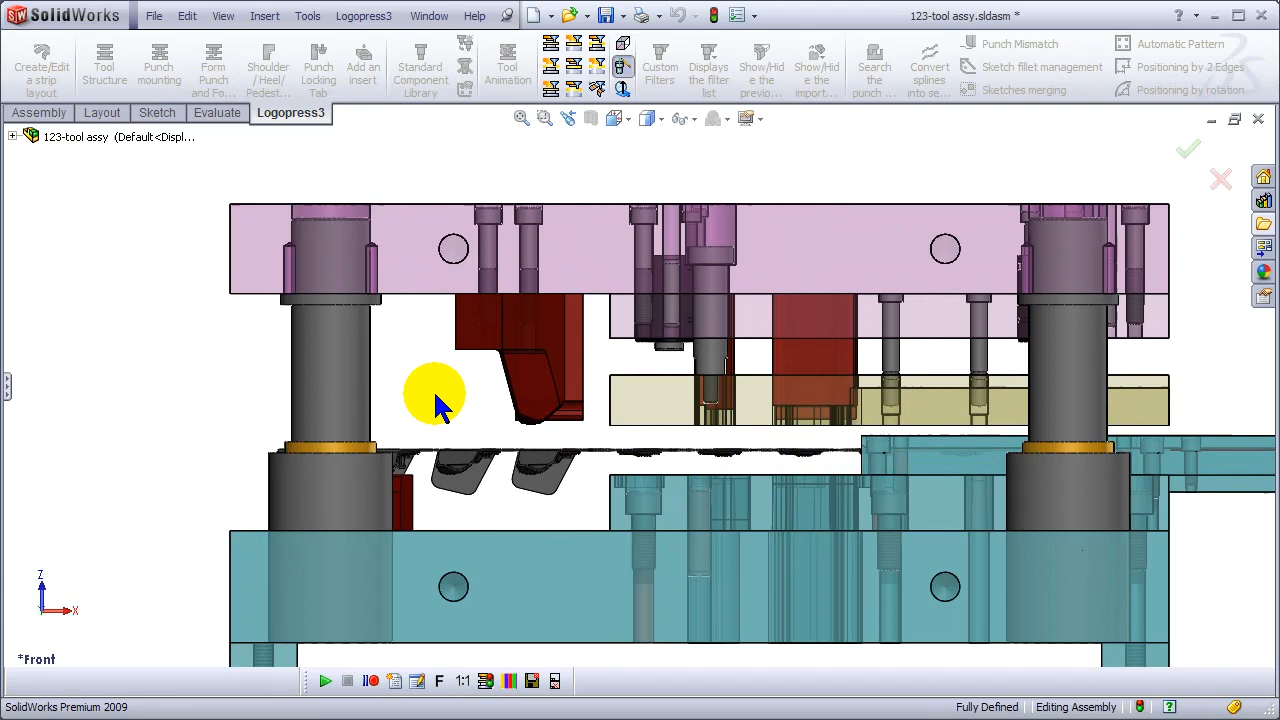 SolidWorks File Edit View Insert Tools Logopress3 Window Help 123-tool assy.sldasm *
Create/Edit a strip layout
Tool Structure
Punch mounting
Form Punch and Fo...
Shoulder / Heel/ Pedest...
Punch Locking Tab
Add an insert
Standard Component Library
Tool Animation
Custom Filters
Displays the filter list
Show/Hide the previo...
Show/Hide the import...
Search the punch ...
Convert splines into se...
Punch Mismatch
Sketch fillet management
Sketches merging
Automatic Pattern
Positioning by 2 Edges
Positioning by rotation
Assembly Layout Sketch Evaluate Logopress3
123-tool assy (Default<Displ...
Z
X
*Front
F 1:1
SolidWorks Premium 2009 Fully Defined Editing Assembly